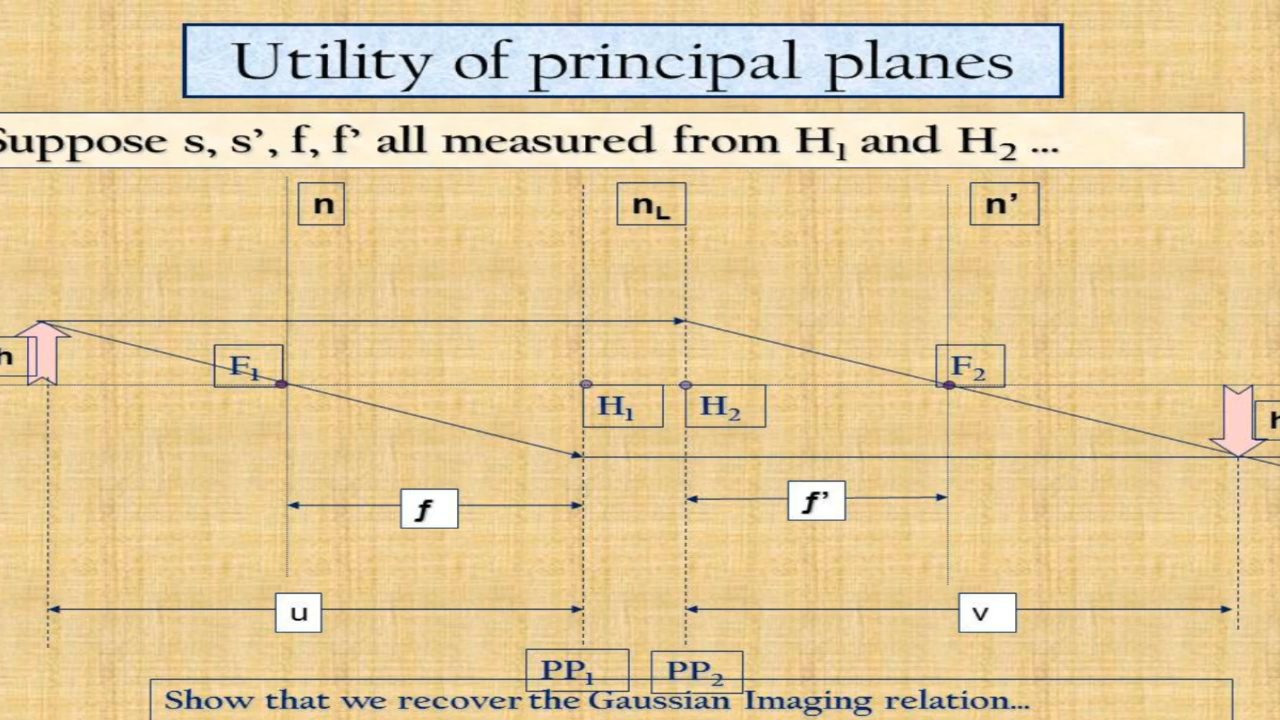 Utility of principal planes
Suppose s, s’, f, f’ all measured from H1 and H2 ...
n
nL
n’
h
F1
F2
H1
H2
h
f
f’
u
v
PP1
PP2
Show that we recover the Gaussian Imaging relation...